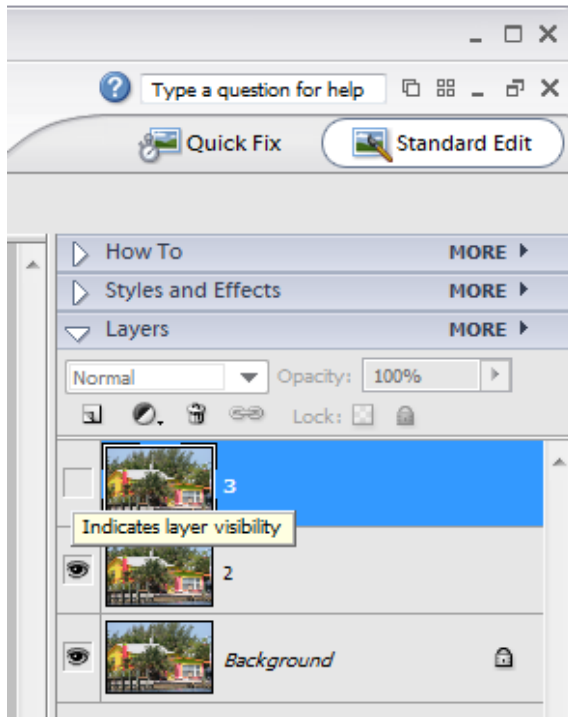 Type a question for help
Quick Fix
Standard Edit
How To MORE
Styles and Effects MORE
Layers MORE
Normal Opacity: 100%
Lock:
3
Indicates layer visibility
2
Background